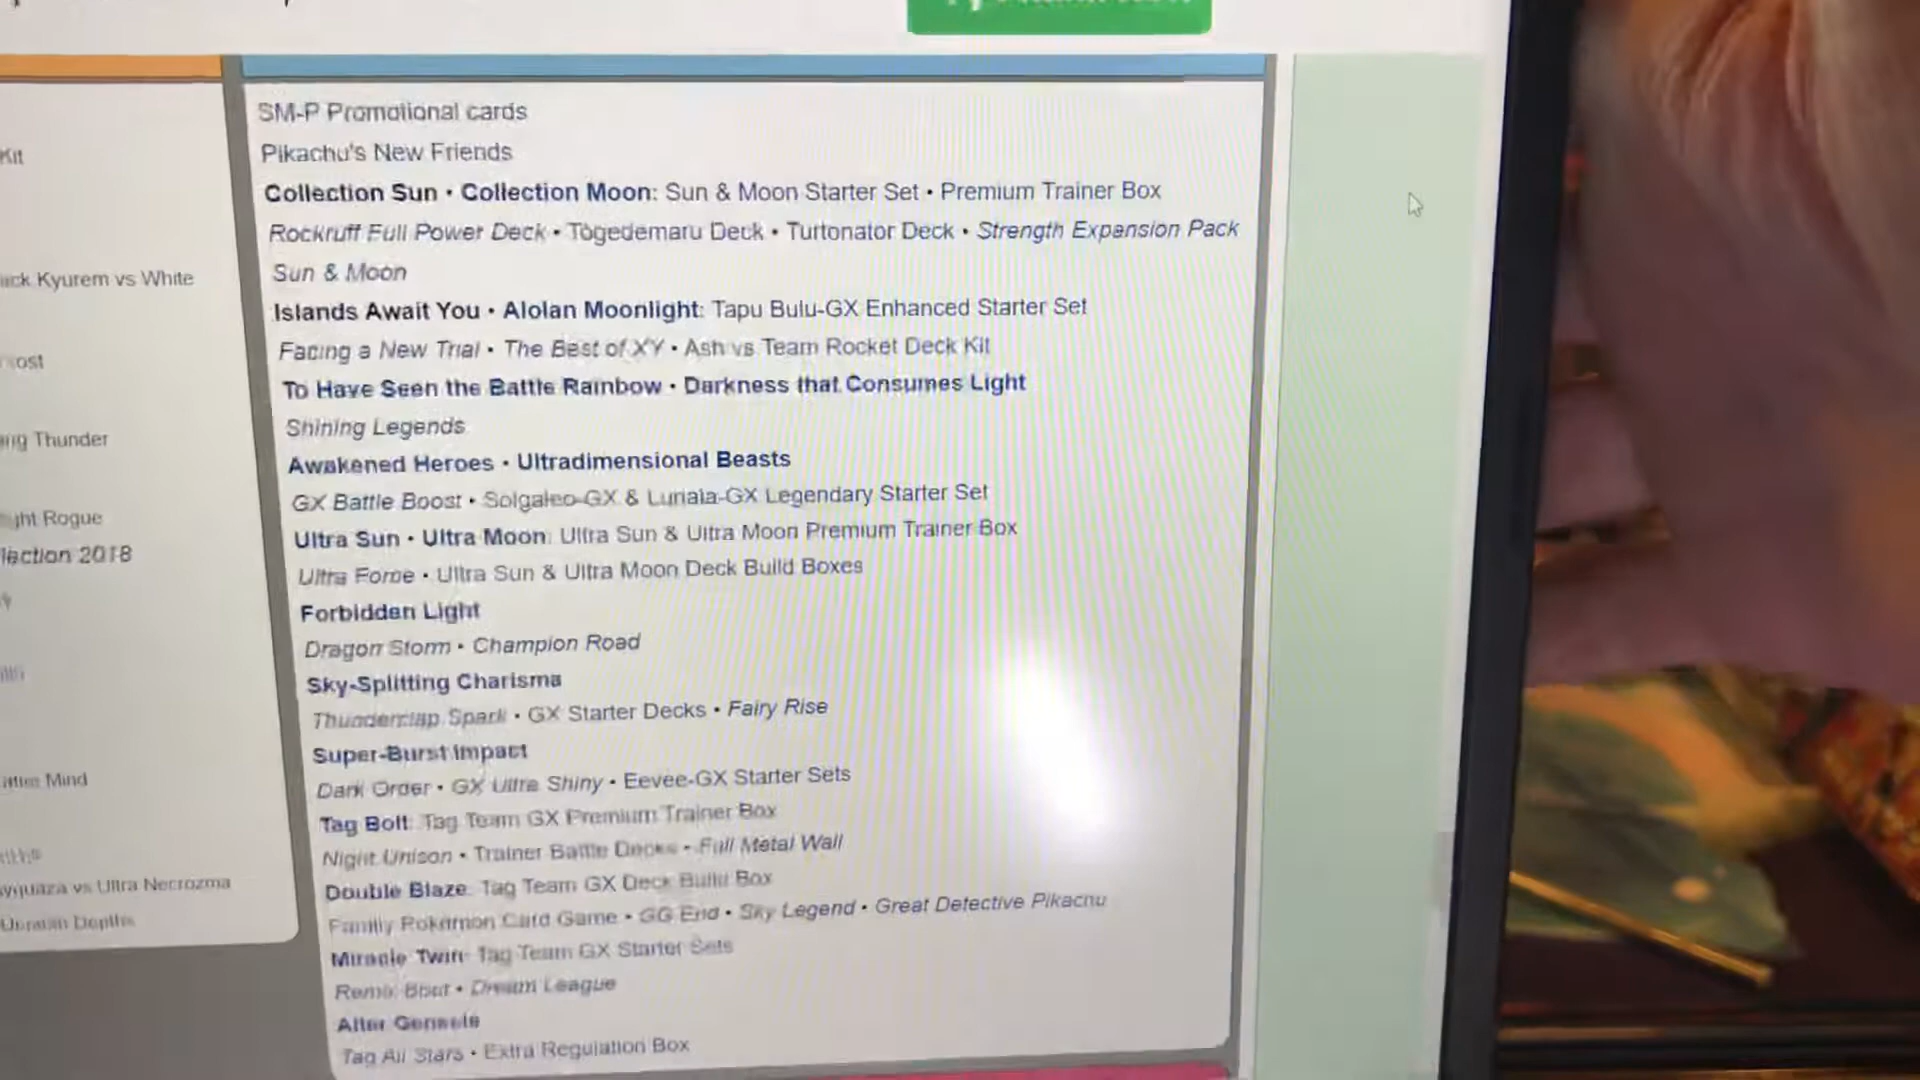 Kit
ack Kyurem vs White
ost
ing Thunder
ght Rogue
llection 2018
Mind
vs Ultra Necrozma
Depths
SM-P Promotional cards
Pikachu's New Friends
Collection Sun • Collection Moon: Sun & Moon Starter Set • Premium Trainer Box
Rockruff Full Power Deck • Togedemaru Deck • Turtonator Deck • Strength Expansion Pack
Sun & Moon
Islands Await You • Alolan Moonlight: Tapu Bulu-GX Enhanced Starter Set
Facing a New Trial • The Best of XY • Ash vs Team Rocket Deck Kit
To Have Seen the Battle Rainbow • Darkness that Consumes Light
Shining Legends
Awakened Heroes • Ultradimensional Beasts
GX Battle Boost • Solgaleo-GX & Lunala-GX Legendary Starter Set
Ultra Sun • Ultra Moon: Ultra Sun & Ultra Moon Premium Trainer Box
Ultra Force • Ultra Sun & Ultra Moon Deck Build Boxes
Forbidden Light
Dragon Storm • Champion Road
Sky-Splitting Charisma
Thunderclap Spark • GX Starter Decks • Fairy Rise
Super-Burst Impact
Dark Order • GX Ultra Shiny • Eevee-GX Starter Sets
Tag Bolt: Tag Team GX Premium Trainer Box
Night Unison • Trainer Battle Decks • Full Metal Wall
Double Blaze: Tag Team GX Deck Build Box
Family Pokémon Card Game • GG End • Sky Legend • Great Detective Pikachu
Miracle Twin: Tag Team GX Starter Sets
Remix Bout • Dream League
Alter Genesis
Tag All Stars • Extra Regulation Box